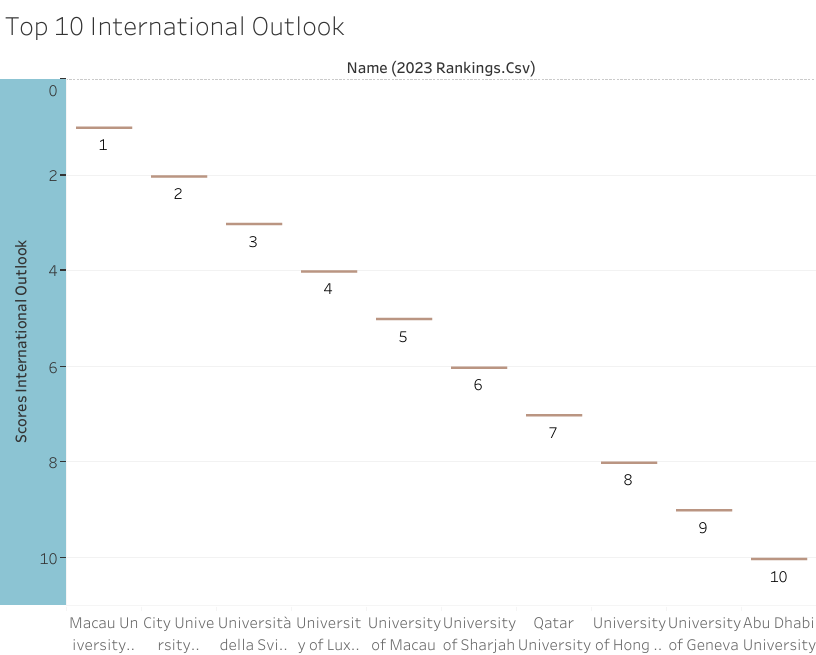 Top 10 International Outlook
Name (2023 Rankings.Csv)
0
2
4
6
8
10
Scores International Outlook
1
2
3
4
5
6
7
8
9
10
Macau Un
iversity..
City Unive
rsity..
Università
della Svi..
Universit
y of Lux..
University
of Macau
University
of Sharjah
Qatar
University
University
of Hong ..
University
of Geneva
Abu Dhabi
University